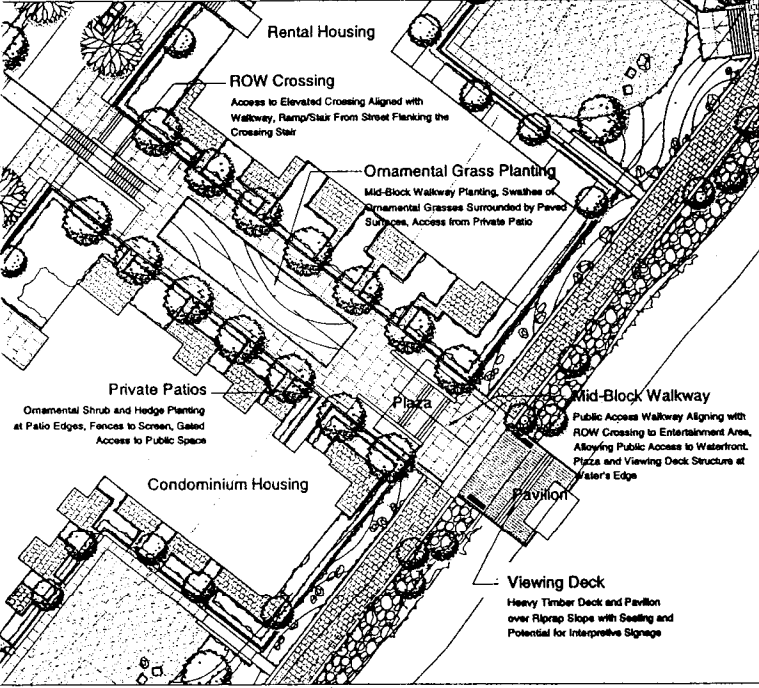 Rental Housing
ROW Crossing
Access to Elevated Crossing Aligned with
Walkway, Ramp/Stair From Street Flanking the
Crossing Stair
Ornamental Grass Planting
Mid-Block Walkway Planting, Swathes of
Ornamental Grasses Surrounded by Paved
Surfaces, Access from Private Patio
Private Patios
Ornamental Shrub and Hedge Planting
at Patio Edges, Fences to Screen, Gated
Access to Public Space
Plaza
Mid-Block Walkway
Public Access Walkway Aligning with
ROW Crossing to Entertainment Area,
Allowing Public Access to Waterfront.
Plaza and Viewing Deck Structure at
Water's Edge
Pavilion
Condominium Housing
Viewing Deck
Heavy Timber Deck and Pavilion
over Riprap Slope with Seating and
Potential for Interpretive Signage